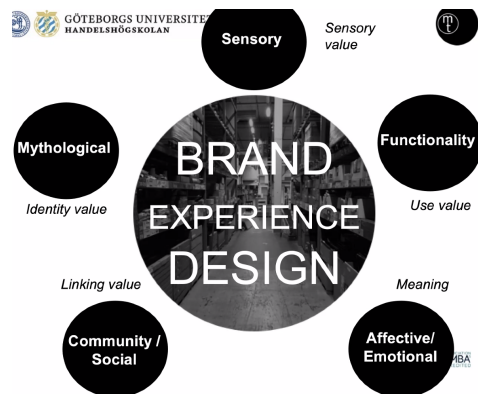 GÖTEBORGS UNIVERSITET
HANDELSHÖGSKOLAN
Sensory
Sensory
value
Mythological
Identity value
Functionality
Use value
BRAND
EXPERIENCE
DESIGN
Linking value
Community /
Social
Meaning
Affective/
Emotional
MBA